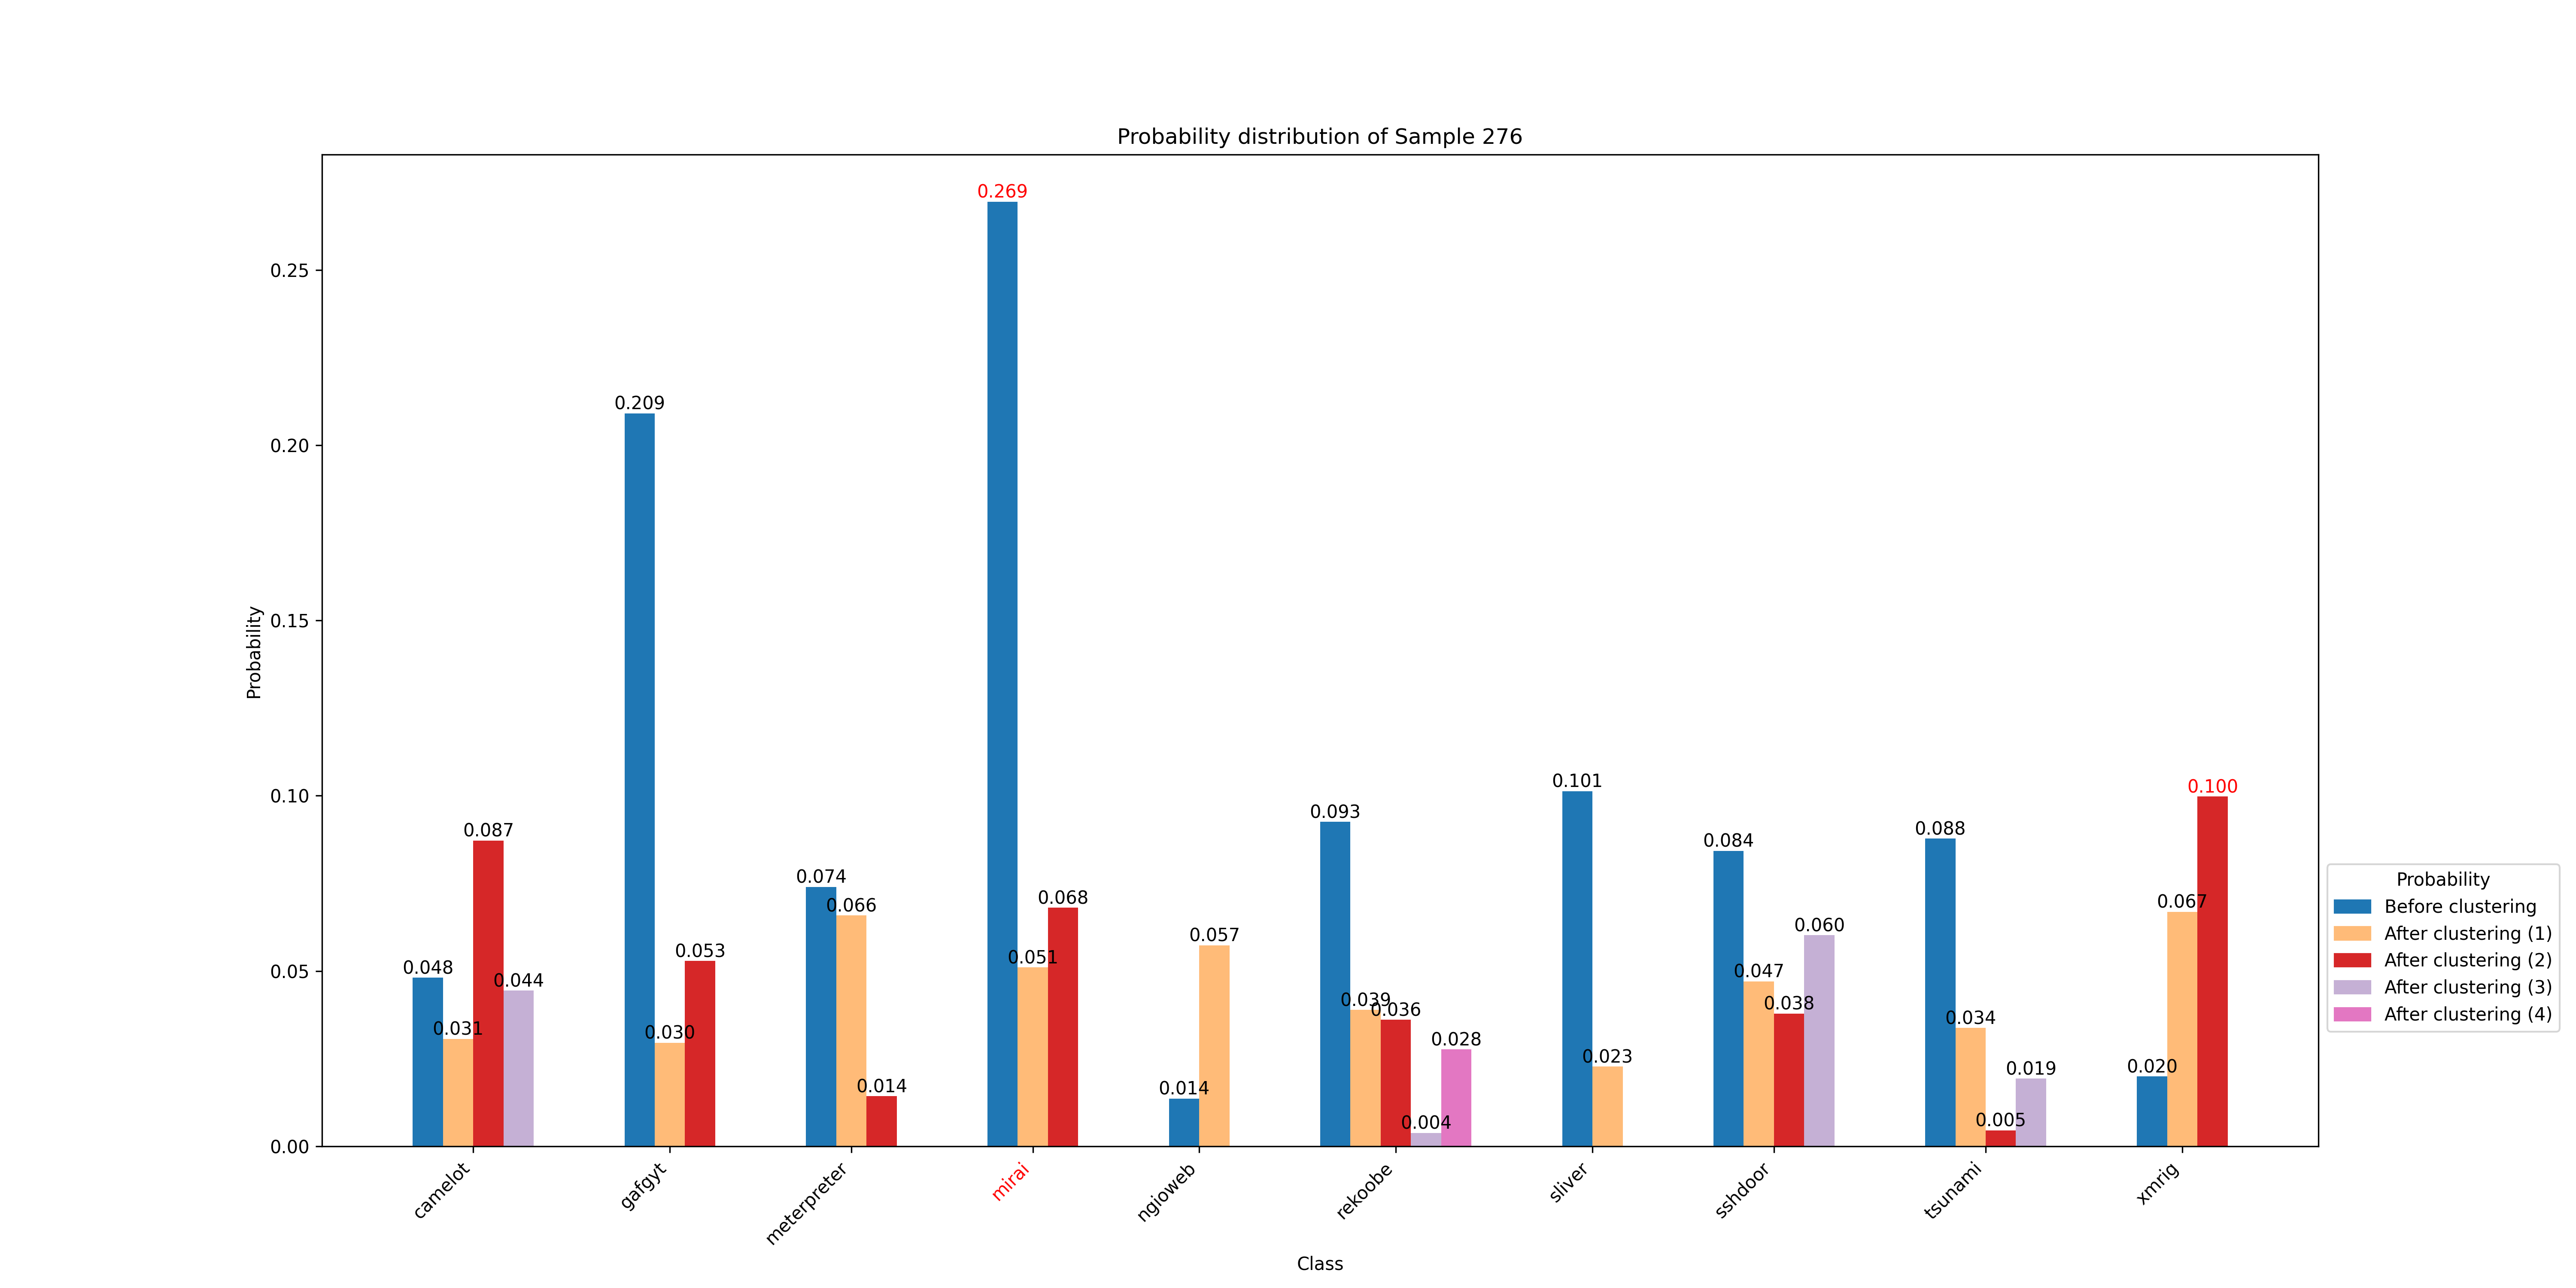 Probability distribution of Sample 276
Probability
0.25
0.20
0.15
0.10
0.05
0.00
0.048
0.031
0.087
0.044
0.209
0.030
0.053
0.074
0.066
0.014
0.269
0.051
0.068
0.014
0.057
0.093
0.039
0.036
0.004
0.028
0.101
0.023
0.084
0.047
0.038
0.060
0.088
0.034
0.005
0.019
0.020
0.067
0.100
camelot
gafgyt
meterpreter
mirai
ngioweb
rekoobe
sliver
sshdoor
tsunami
xmrig
Class
Probability
Before clustering
After clustering (1)
After clustering (2)
After clustering (3)
After clustering (4)